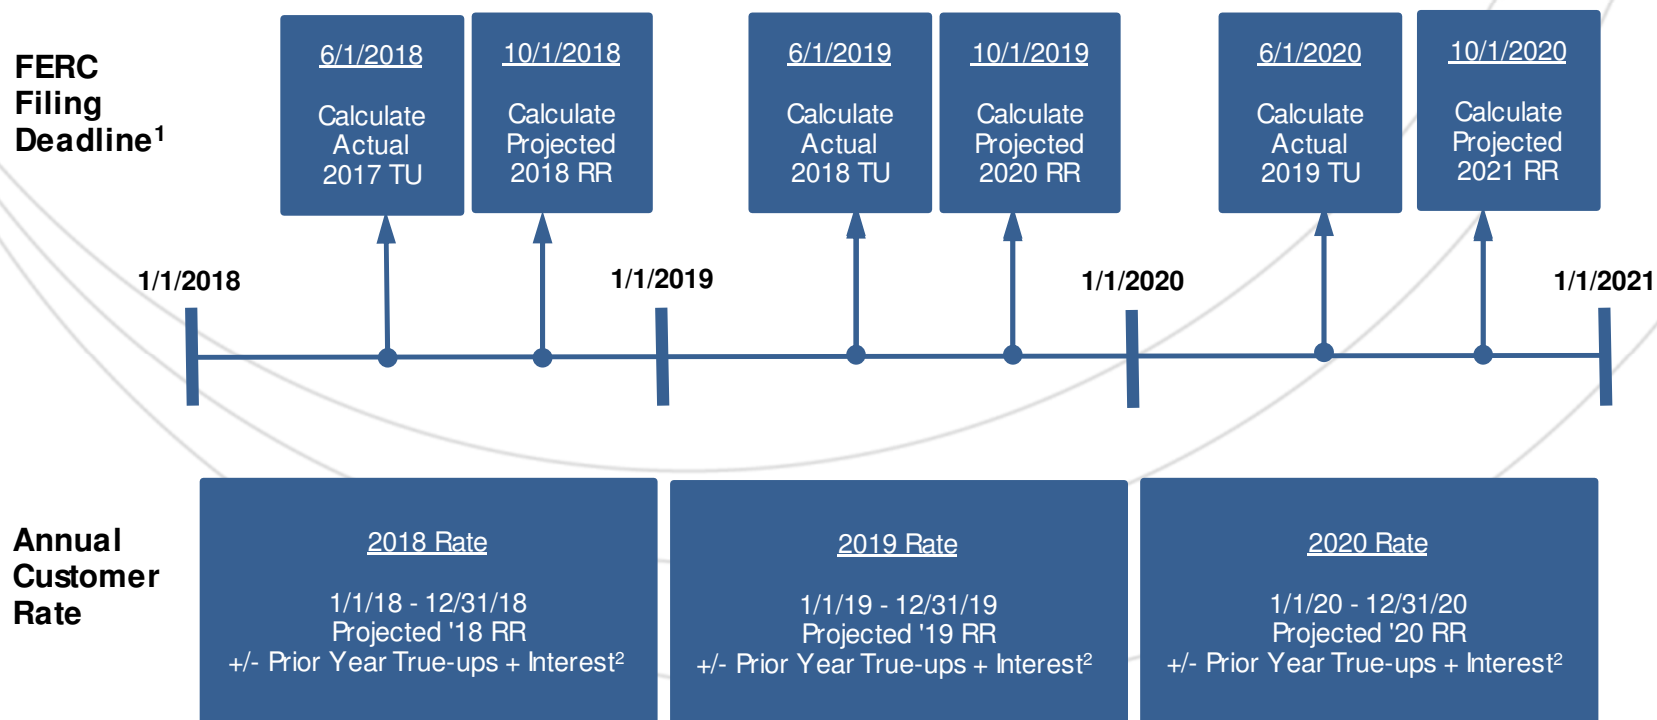 FERC
Filing
Deadline¹
6/1/2018
Calculate
Actual
2017 TU
10/1/2018
Calculate
Projected
2018 RR
6/1/2019
Calculate
Actual
2018 TU
10/1/2019
Calculate
Projected
2020 RR
6/1/2020
Calculate
Actual
2019 TU
10/1/2020
Calculate
Projected
2021 RR
1/1/2018
1/1/2019
1/1/2020
1/1/2021
Annual
Customer
Rate
2018 Rate
1/1/18 - 12/31/18
Projected '18 RR
+/- Prior Year True-ups + Interest²
2019 Rate
1/1/19 - 12/31/19
Projected '19 RR
+/- Prior Year True-ups + Interest²
2020 Rate
1/1/20 - 12/31/20
Projected '20 RR
+/- Prior Year True-ups + Interest²